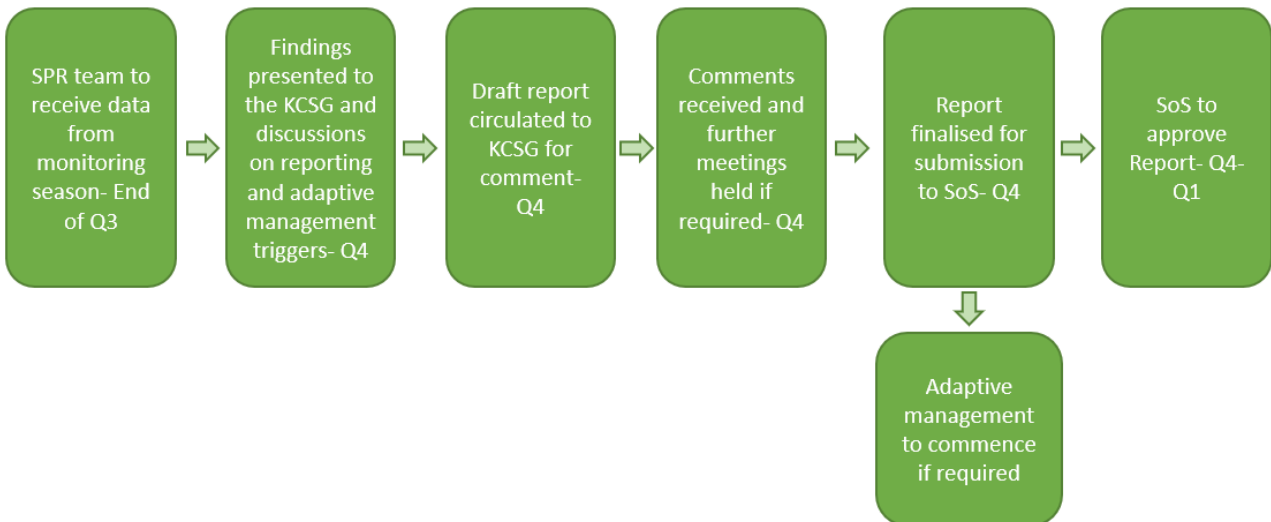 SPR team to
receive data
from
monitoring
season- End
of Q3
Findings
presented to
the KCSG and
discussions
on reporting
and adaptive
management
triggers- Q4
Draft report
circulated to
KCSG for
comment-
Q4
Comments
received and
further
meetings
held if
required- Q4
Report
finalised for
submission
to SoS- Q4
SoS to
approve
Report- Q4-
Q1
Adaptive
management
to commence
if required